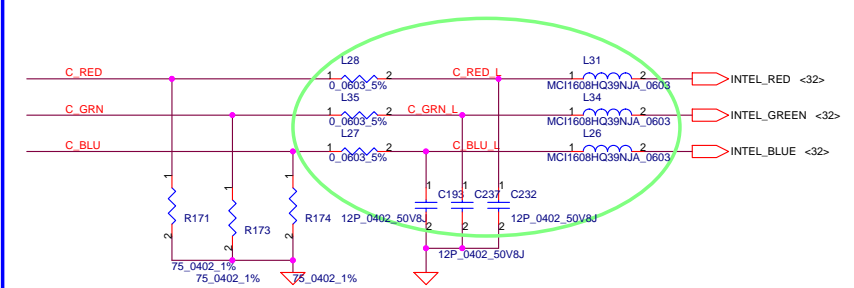 L28
L31
C_RED
1
2
C_RED_L
1
2
INTEL_RED <32>
0_0603_5%
MCI1608HQ39NJA_0603
L35
L34
C_GRN
1
2
C_GRN_L
1
2
INTEL_GREEN <32>
0_0603_5%
MCI1608HQ39NJA_0603
L27
L26
C_BLU
1
2
C_BLU_L
1
2
INTEL_BLUE <32>
0_0603_5%
MCI1608HQ39NJA_0603
1
1
1
1
1
1
C193
C237
C232
R171
R173
R174
12P_0402_50V8J
12P_0402_50V8J
2
2
2
2
2
2
12P_0402_50V8J
75_0402_1%
75_0402_1%
75_0402_1%